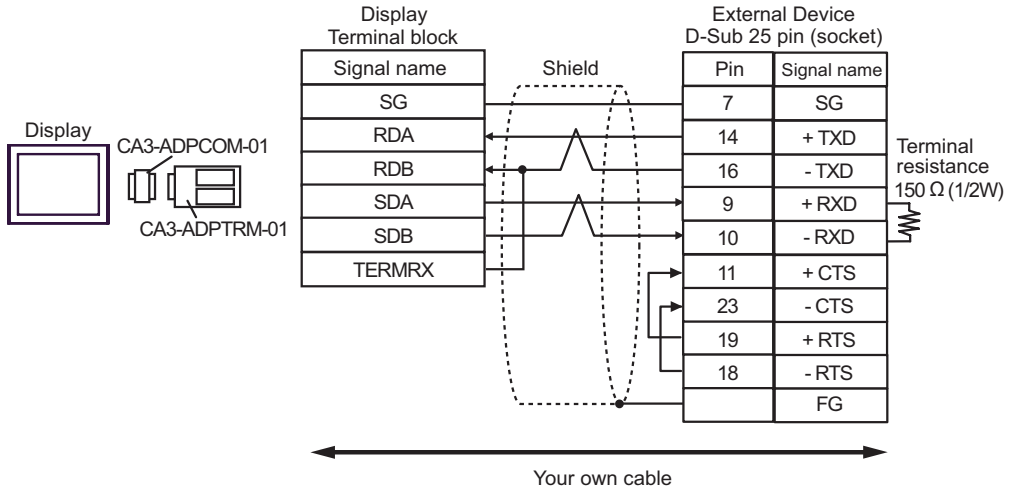 Display
Terminal block
External Device
D-Sub 25 pin (socket)
Signal name
Shield
Pin
Signal name
SG
7
SG
Display
CA3-ADPCOM-01
CA3-ADPTRM-01
RDA
14
+ TXD
RDB
16
- TXD
SDA
9
+ RXD
SDB
10
- RXD
TERMRX
11
+ CTS
23
- CTS
19
+ RTS
18
- RTS
FG
Terminal
resistance
150 Ω (1/2W)
Your own cable